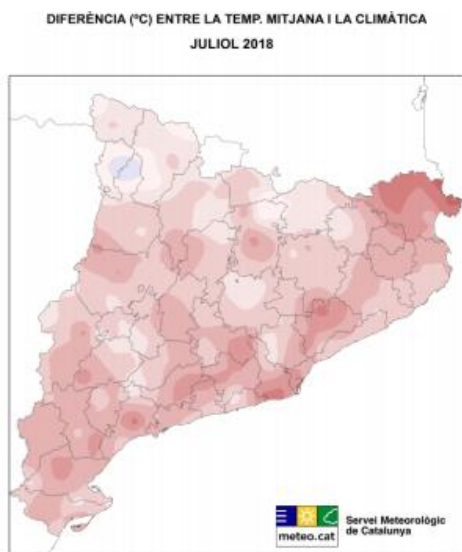 DIFERÈNCIA (ºC) ENTRE LA TEMP. MITJANA I LA CLIMÀTICA
JULIOL 2018
meteo.cat
Servei Meteorològic
de Catalunya